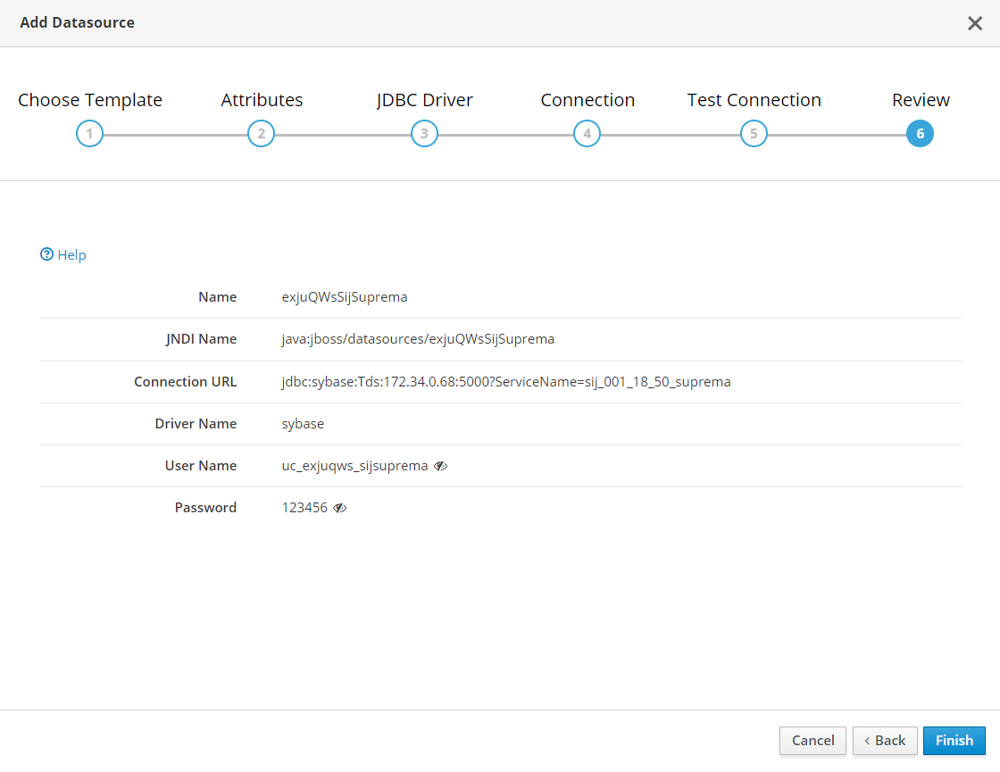 Add Datasource
Choose Template Attributes JDBC Driver Connection Test Connection Review
1 2 3 4 5 6
Help
Name exjuQWsSijSuprema
JNDI Name java:jboss/datasources/exjuQWsSijSuprema
Connection URL jdbc:sybase:Tds:172.34.0.68:5000?ServiceName=sij_001_18_50_suprema
Driver Name sybase
User Name uc_exjuqws_sijsuprema
Password 123456
Cancel ‹ Back Finish